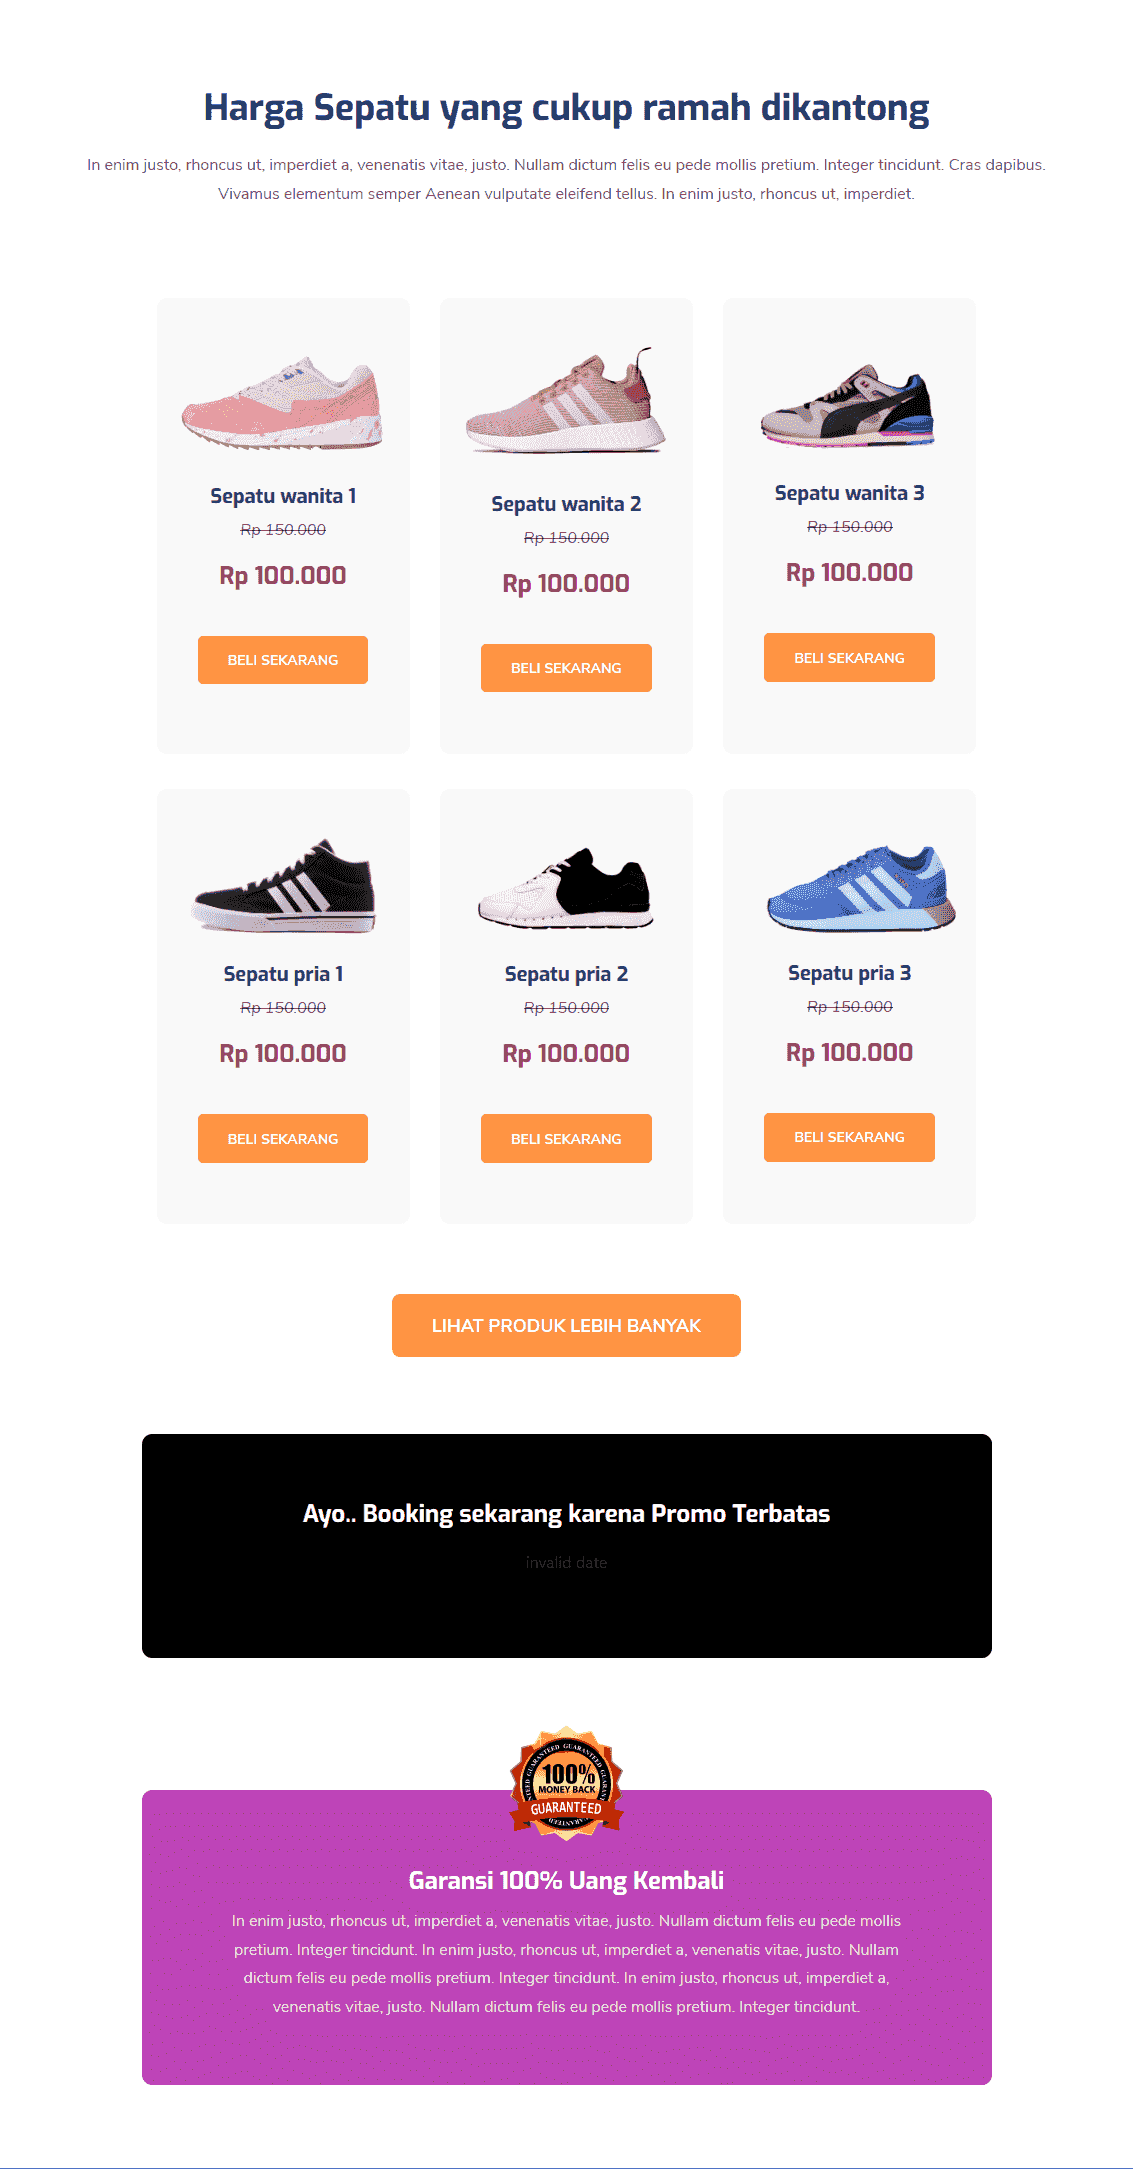 Harga Sepatu yang cukup ramah dikantong
In enim justo, rhoncus ut, imperdiet a, venenatis vitae, justo. Nullam dictum felis eu pede mollis pretium. Integer tincidunt. Cras dapibus.
Vivamus elementum semper Aenean vulputate eleifend tellus. In enim justo, rhoncus ut, imperdiet.
Sepatu wanita 1
Rp 150.000
Rp 100.000
BELI SEKARANG
Sepatu wanita 2
Rp 150.000
Rp 100.000
BELI SEKARANG
Sepatu wanita 3
Rp 150.000
Rp 100.000
BELI SEKARANG
Sepatu pria 1
Rp 150.000
Rp 100.000
BELI SEKARANG
Sepatu pria 2
Rp 150.000
Rp 100.000
BELI SEKARANG
Sepatu pria 3
Rp 150.000
Rp 100.000
BELI SEKARANG
LIHAT PRODUK LEBIH BANYAK
Ayo.. Booking sekarang karena Promo Terbatas
invalid date
GUARANTEED GUARANTEED
100%
MONEY BACK
GUARANTEED
Garansi 100% Uang Kembali
In enim justo, rhoncus ut, imperdiet a, venenatis vitae, justo. Nullam dictum felis eu pede mollis
pretium. Integer tincidunt. In enim justo, rhoncus ut, imperdiet a, venenatis vitae, justo. Nullam
dictum felis eu pede mollis pretium. Integer tincidunt. In enim justo, rhoncus ut, imperdiet a,
venenatis vitae, justo. Nullam dictum felis eu pede mollis pretium. Integer tincidunt.